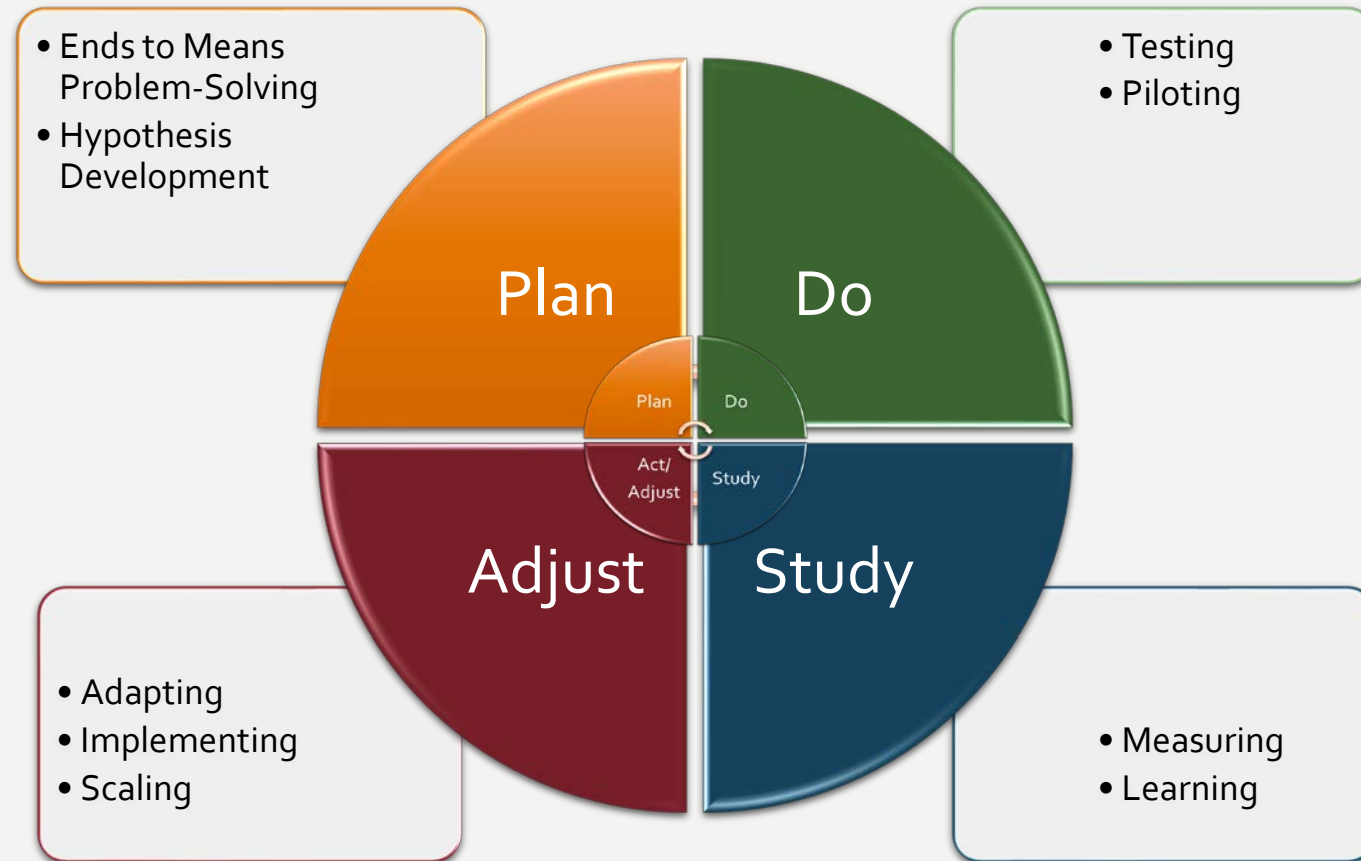 • Ends to Means
Problem-Solving
• Hypothesis
Development
• Testing
• Piloting
Plan
Do
Plan
Do
Act/
Adjust
Study
Adjust
Study
• Adapting
• Implementing
• Scaling
• Measuring
• Learning